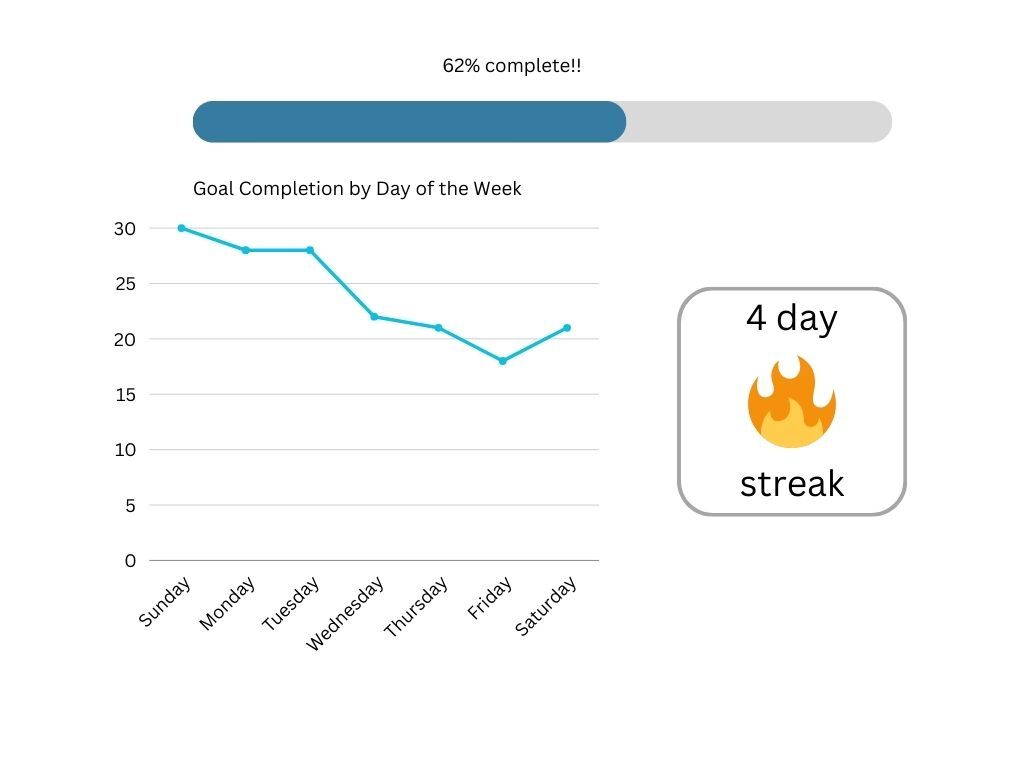 62% complete!!
Goal Completion by Day of the Week
30
25
20
15
10
5
0
Sunday
Monday
Tuesday
Wednesday
Thursday
Friday
Saturday
4 day
streak